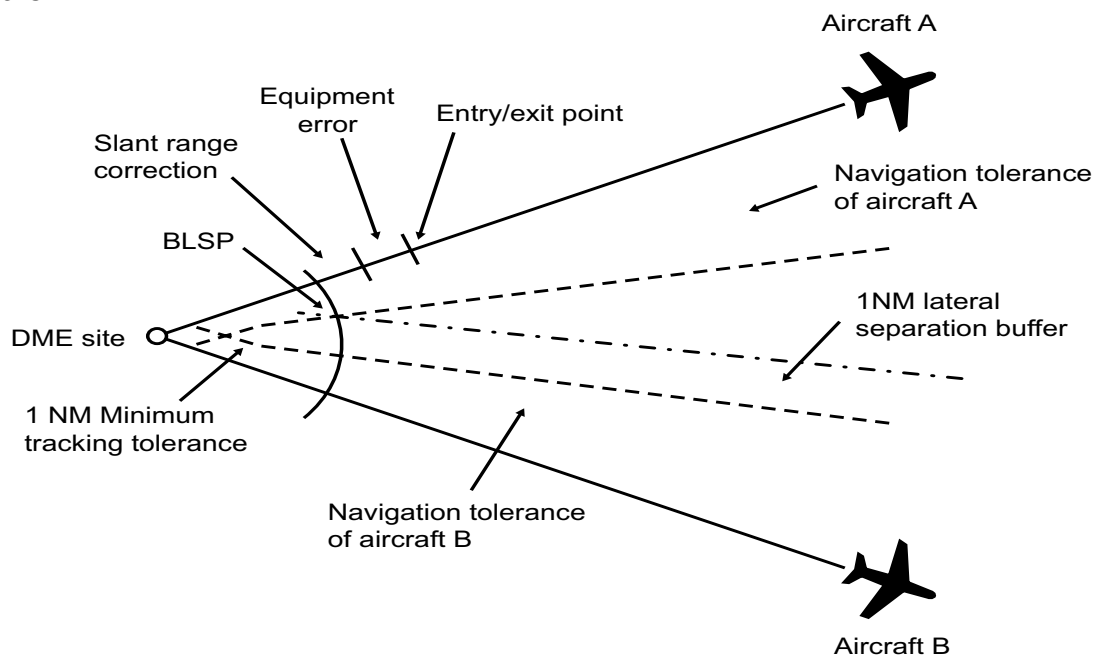 Aircraft A
Equipment
error
Entry/exit point
Slant range
correction
Navigation tolerance
of aircraft A
BLSP
1NM lateral
separation buffer
DME site
1 NM Minimum
tracking tolerance
Navigation tolerance
of aircraft B
Aircraft B